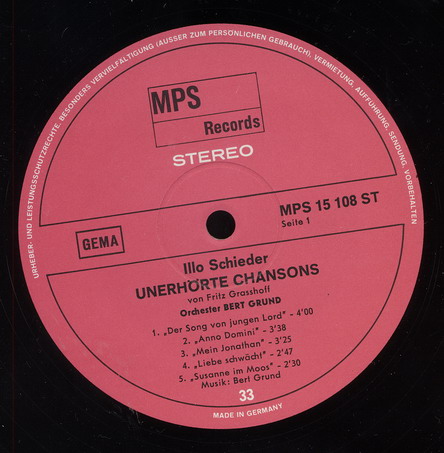 URHEBER- UND LEISTUNGSSCHUTZRECHTE, BESONDERS VERVIELFÄLTIGUNG (AUSSER ZUM PERSÖNLICHEN GEBRAUCH), VERMIETUNG, AUFFÜHRUNG, SENDUNG, VORBEHALTEN
MPS
Records
STEREO
MPS 15 108 ST
Seite 1
GEMA
Illo Schieder
UNERHÖRTE CHANSONS
von Fritz Grasshoff
Orchester BERT GRUND
1. „Der Song von jungen Lord" - 4'00
2. „Anno Domini" - 3'38
3. „Mein Jonathan" - 3'25
4. „Liebe schwächt" - 2'47
5. „Susanne im Moos" - 2'30
Musik: Bert Grund
33
MADE IN GERMANY